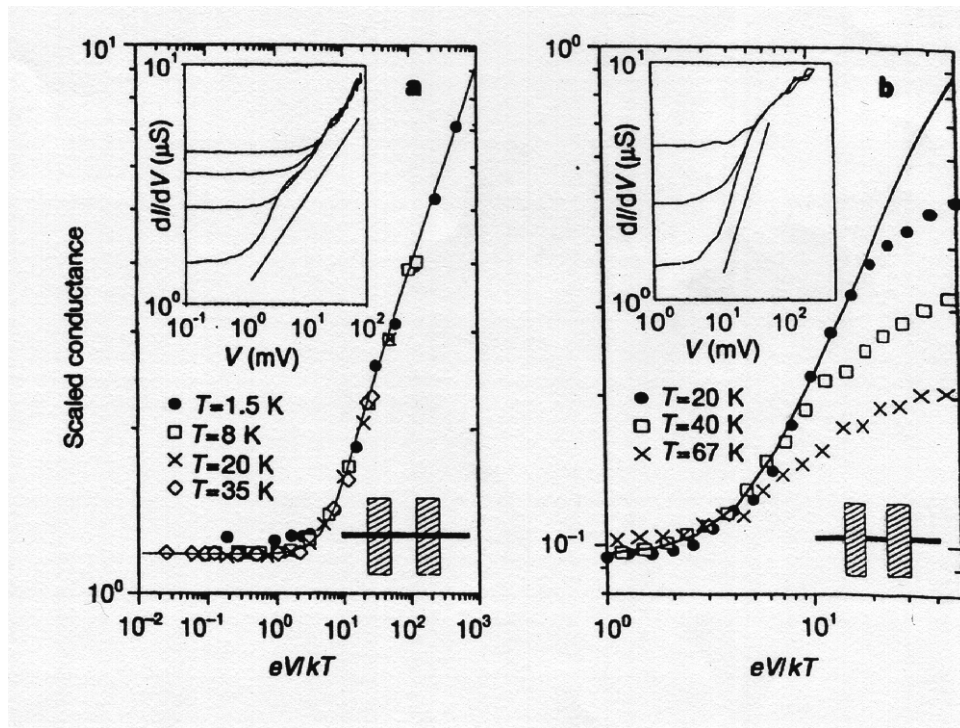 Scaled conductance
10¹
10⁰
a
dI/dV (µS)
10¹
10⁰
10⁻¹ 10⁰ 10¹ 10²
V (mV)
T=1.5 K
T=8 K
T=20 K
T=35 K
10⁻² 10⁻¹ 10⁰ 10¹ 10² 10³
eV/kT
10⁰
10⁻¹
b
dI/dV (µS)
10¹
10⁰
10⁰ 10¹ 10²
V (mV)
T=20 K
T=40 K
T=67 K
10⁰ 10¹
eV/kT